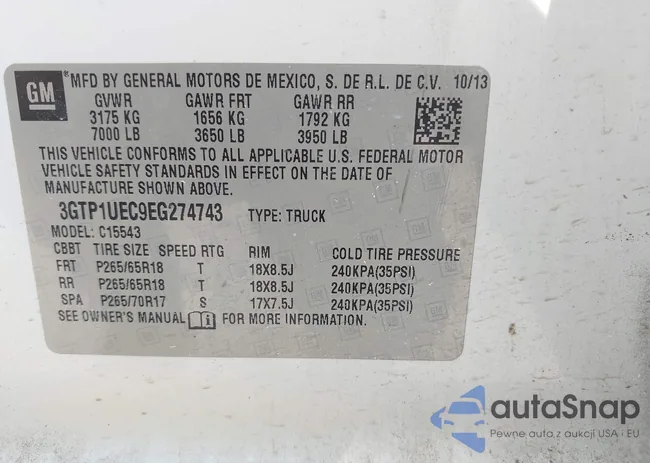 GM ® MFD BY GENERAL MOTORS DE MEXICO, S. DE R.L. DE C.V. 10/13
GVWR GAWR FRT GAWR RR
3175 KG 1656 KG 1792 KG
7000 LB 3650 LB 3950 LB
THIS VEHICLE CONFORMS TO ALL APPLICABLE U.S. FEDERAL MOTOR
VEHICLE SAFETY STANDARDS IN EFFECT ON THE DATE OF
MANUFACTURE SHOWN ABOVE.
3GTP1UEC9EG274743 TYPE: TRUCK
MODEL: C15543
CBBT TIRE SIZE SPEED RTG RIM COLD TIRE PRESSURE
FRT P265/65R18 T 18X8.5J 240KPA(35PSI)
RR P265/65R18 T 18X8.5J 240KPA(35PSI)
SPA P265/70R17 S 17X7.5J 240KPA(35PSI)
SEE OWNER'S MANUAL FOR MORE INFORMATION.
autaSnap
Pewne auta z aukcji USA i EU